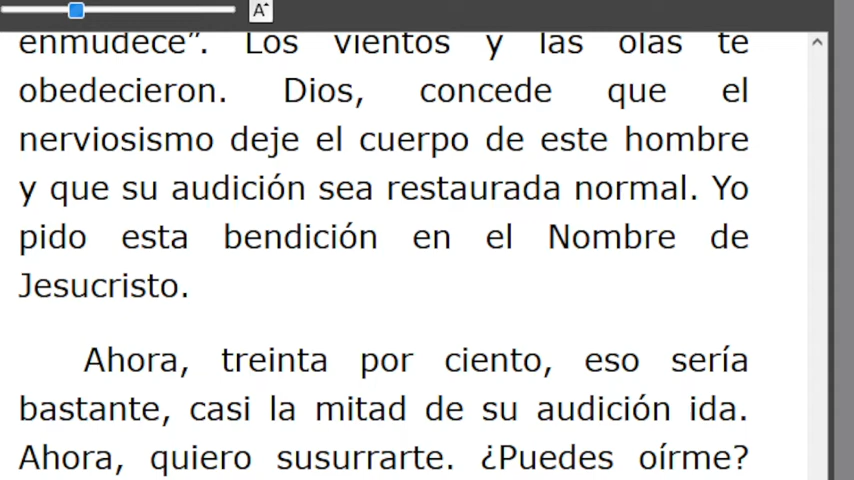 A
enmudece”. Los vientos y las olas te
obedecieron. Dios, concede que el
nerviosismo deje el cuerpo de este hombre
y que su audición sea restaurada normal. Yo
pido esta bendición en el Nombre de
Jesucristo.
Ahora, treinta por ciento, eso sería
bastante, casi la mitad de su audición ida.
Ahora, quiero susurrarte. ¿Puedes oírme?